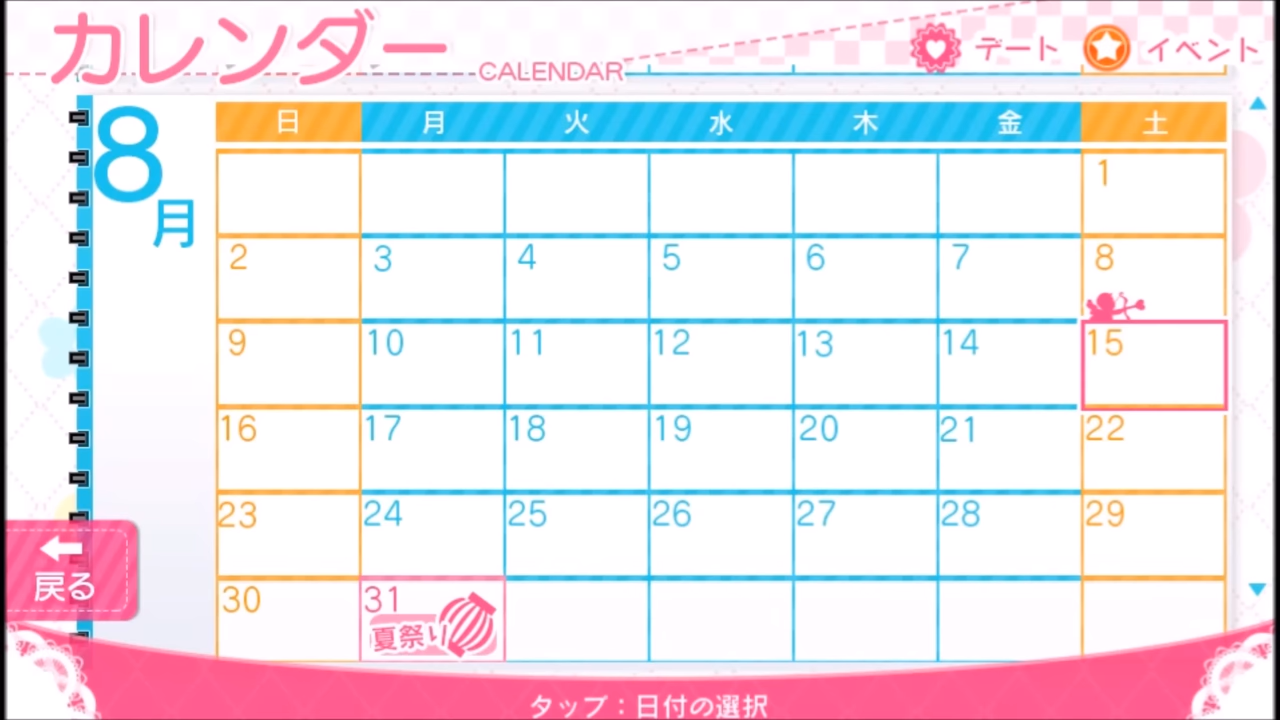 カレンダー
CALENDAR
デート
イベント
8月
日 月 火 水 木 金 土
1
2 3 4 5 6 7 8
9 10 11 12 13 14 15
16 17 18 19 20 21 22
23 24 25 26 27 28 29
30 31
夏祭り
戻る
タップ：日付の選択